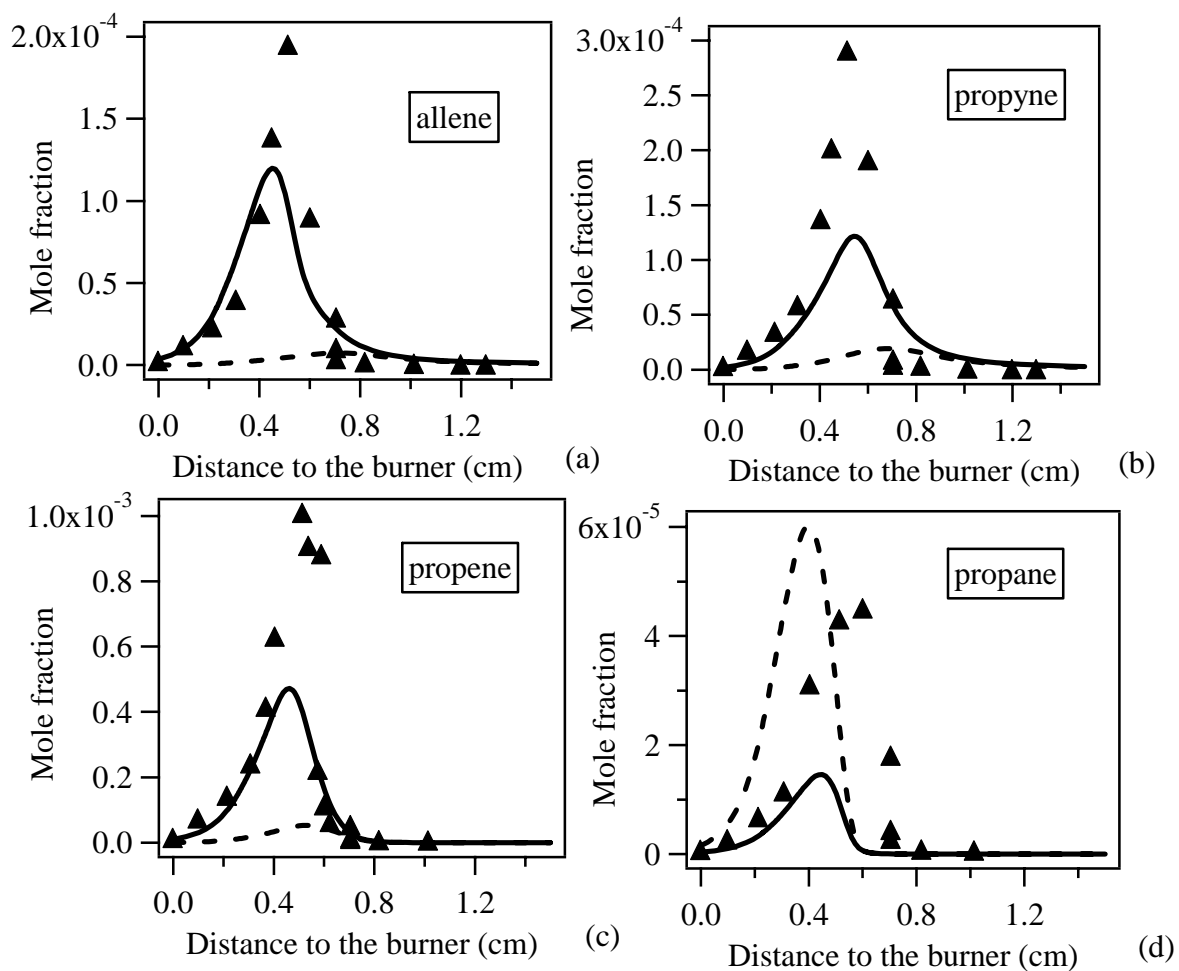 2.0x10-4
1.5
1.0
0.5
0.0
Mole fraction
allene
0.0 0.4 0.8 1.2
Distance to the burner (cm)
(a)
3.0x10-4
2.5
2.0
1.5
1.0
0.5
0.0
Mole fraction
propyne
0.0 0.4 0.8 1.2
Distance to the burner (cm)
(b)
1.0x10-3
0.8
0.6
0.4
0.2
0.0
Mole fraction
propene
0.0 0.4 0.8 1.2
Distance to the burner (cm)
(c)
6x10-5
4
2
0
Mole fraction
propane
0.0 0.4 0.8 1.2
Distance to the burner (cm)
(d)